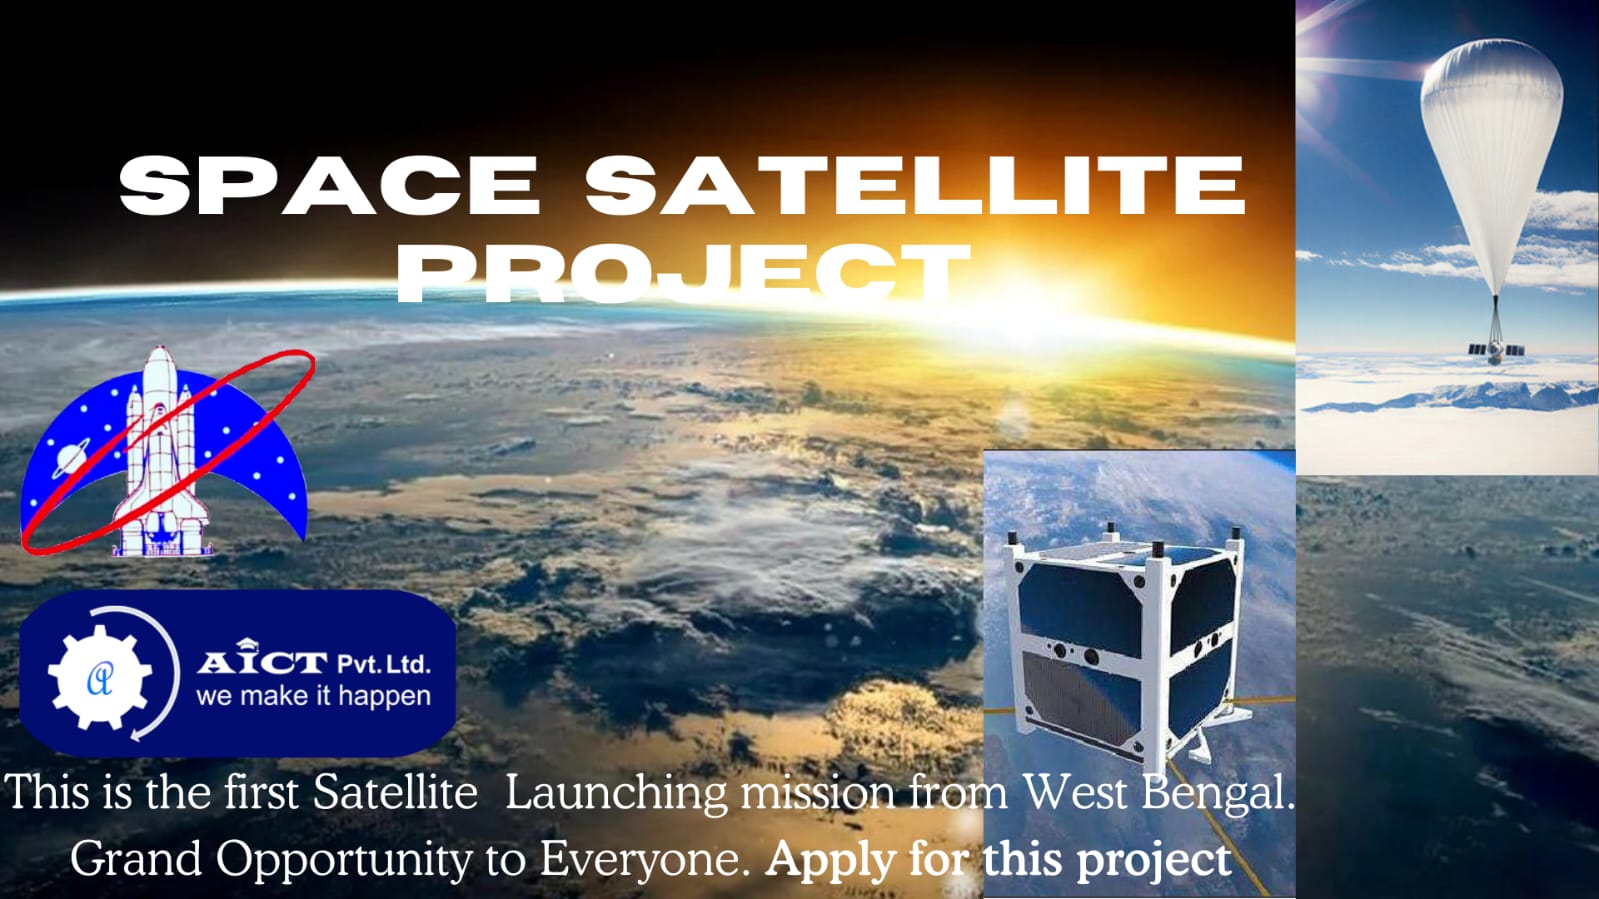 SPACE SATELLITE
PROJECT
AICT Pvt. Ltd.
we make it happen
This is the first Satellite Launching mission from West Bengal.
Grand Opportunity to Everyone. Apply for this project